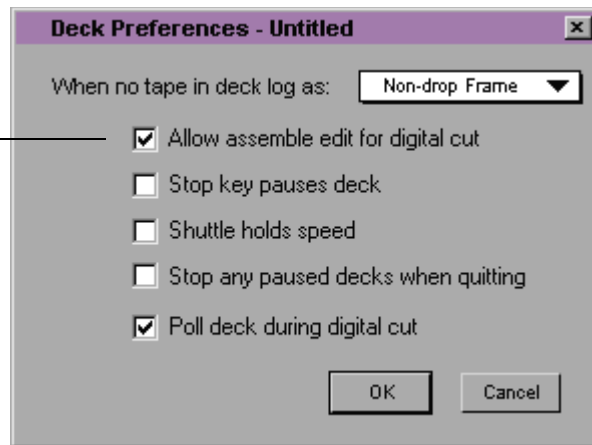 Deck Preferences - Untitled
When no tape in deck log as: Non-drop Frame
Allow assemble edit for digital cut
Stop key pauses deck
Shuttle holds speed
Stop any paused decks when quitting
Poll deck during digital cut
OK Cancel